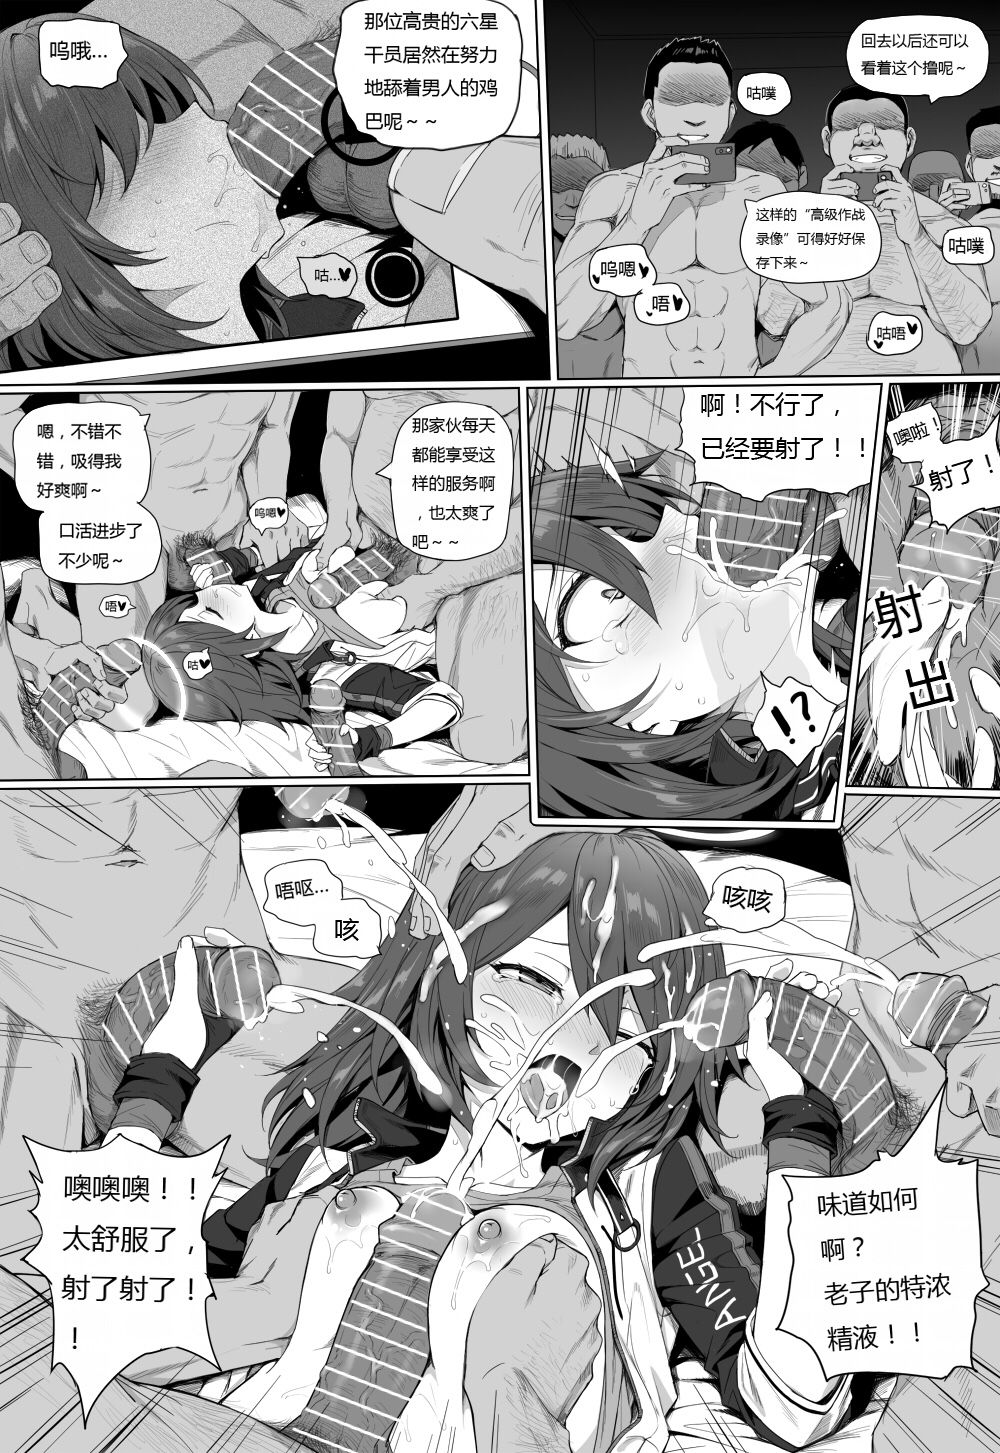 呜哦…
那位高贵的六星
干员居然在努力
地舔着男人的鸡
巴呢～～
咕…♥
回去以后还可以
看着这个撸呢～
咕噗
这样的“高级作战
录像”可得好好保
存下来～
呜嗯♥
唔♥
咕噗
咕唔♥
嗯，不错不
错，吸得我
好爽啊～
口活进步了
不少呢～
那家伙每天
都能享受这
样的服务啊
，也太爽了
吧～～
呜嗯♥
唔♥
咕♥
啊！不行了，
已经要射了！！
!?
噢啦！
射了！
射
出
唔呕…
咳
咳咳
噢噢噢！！
太舒服了，
射了射了！
！
味道如何
啊？
老子的特浓
精液！！
ANGEL